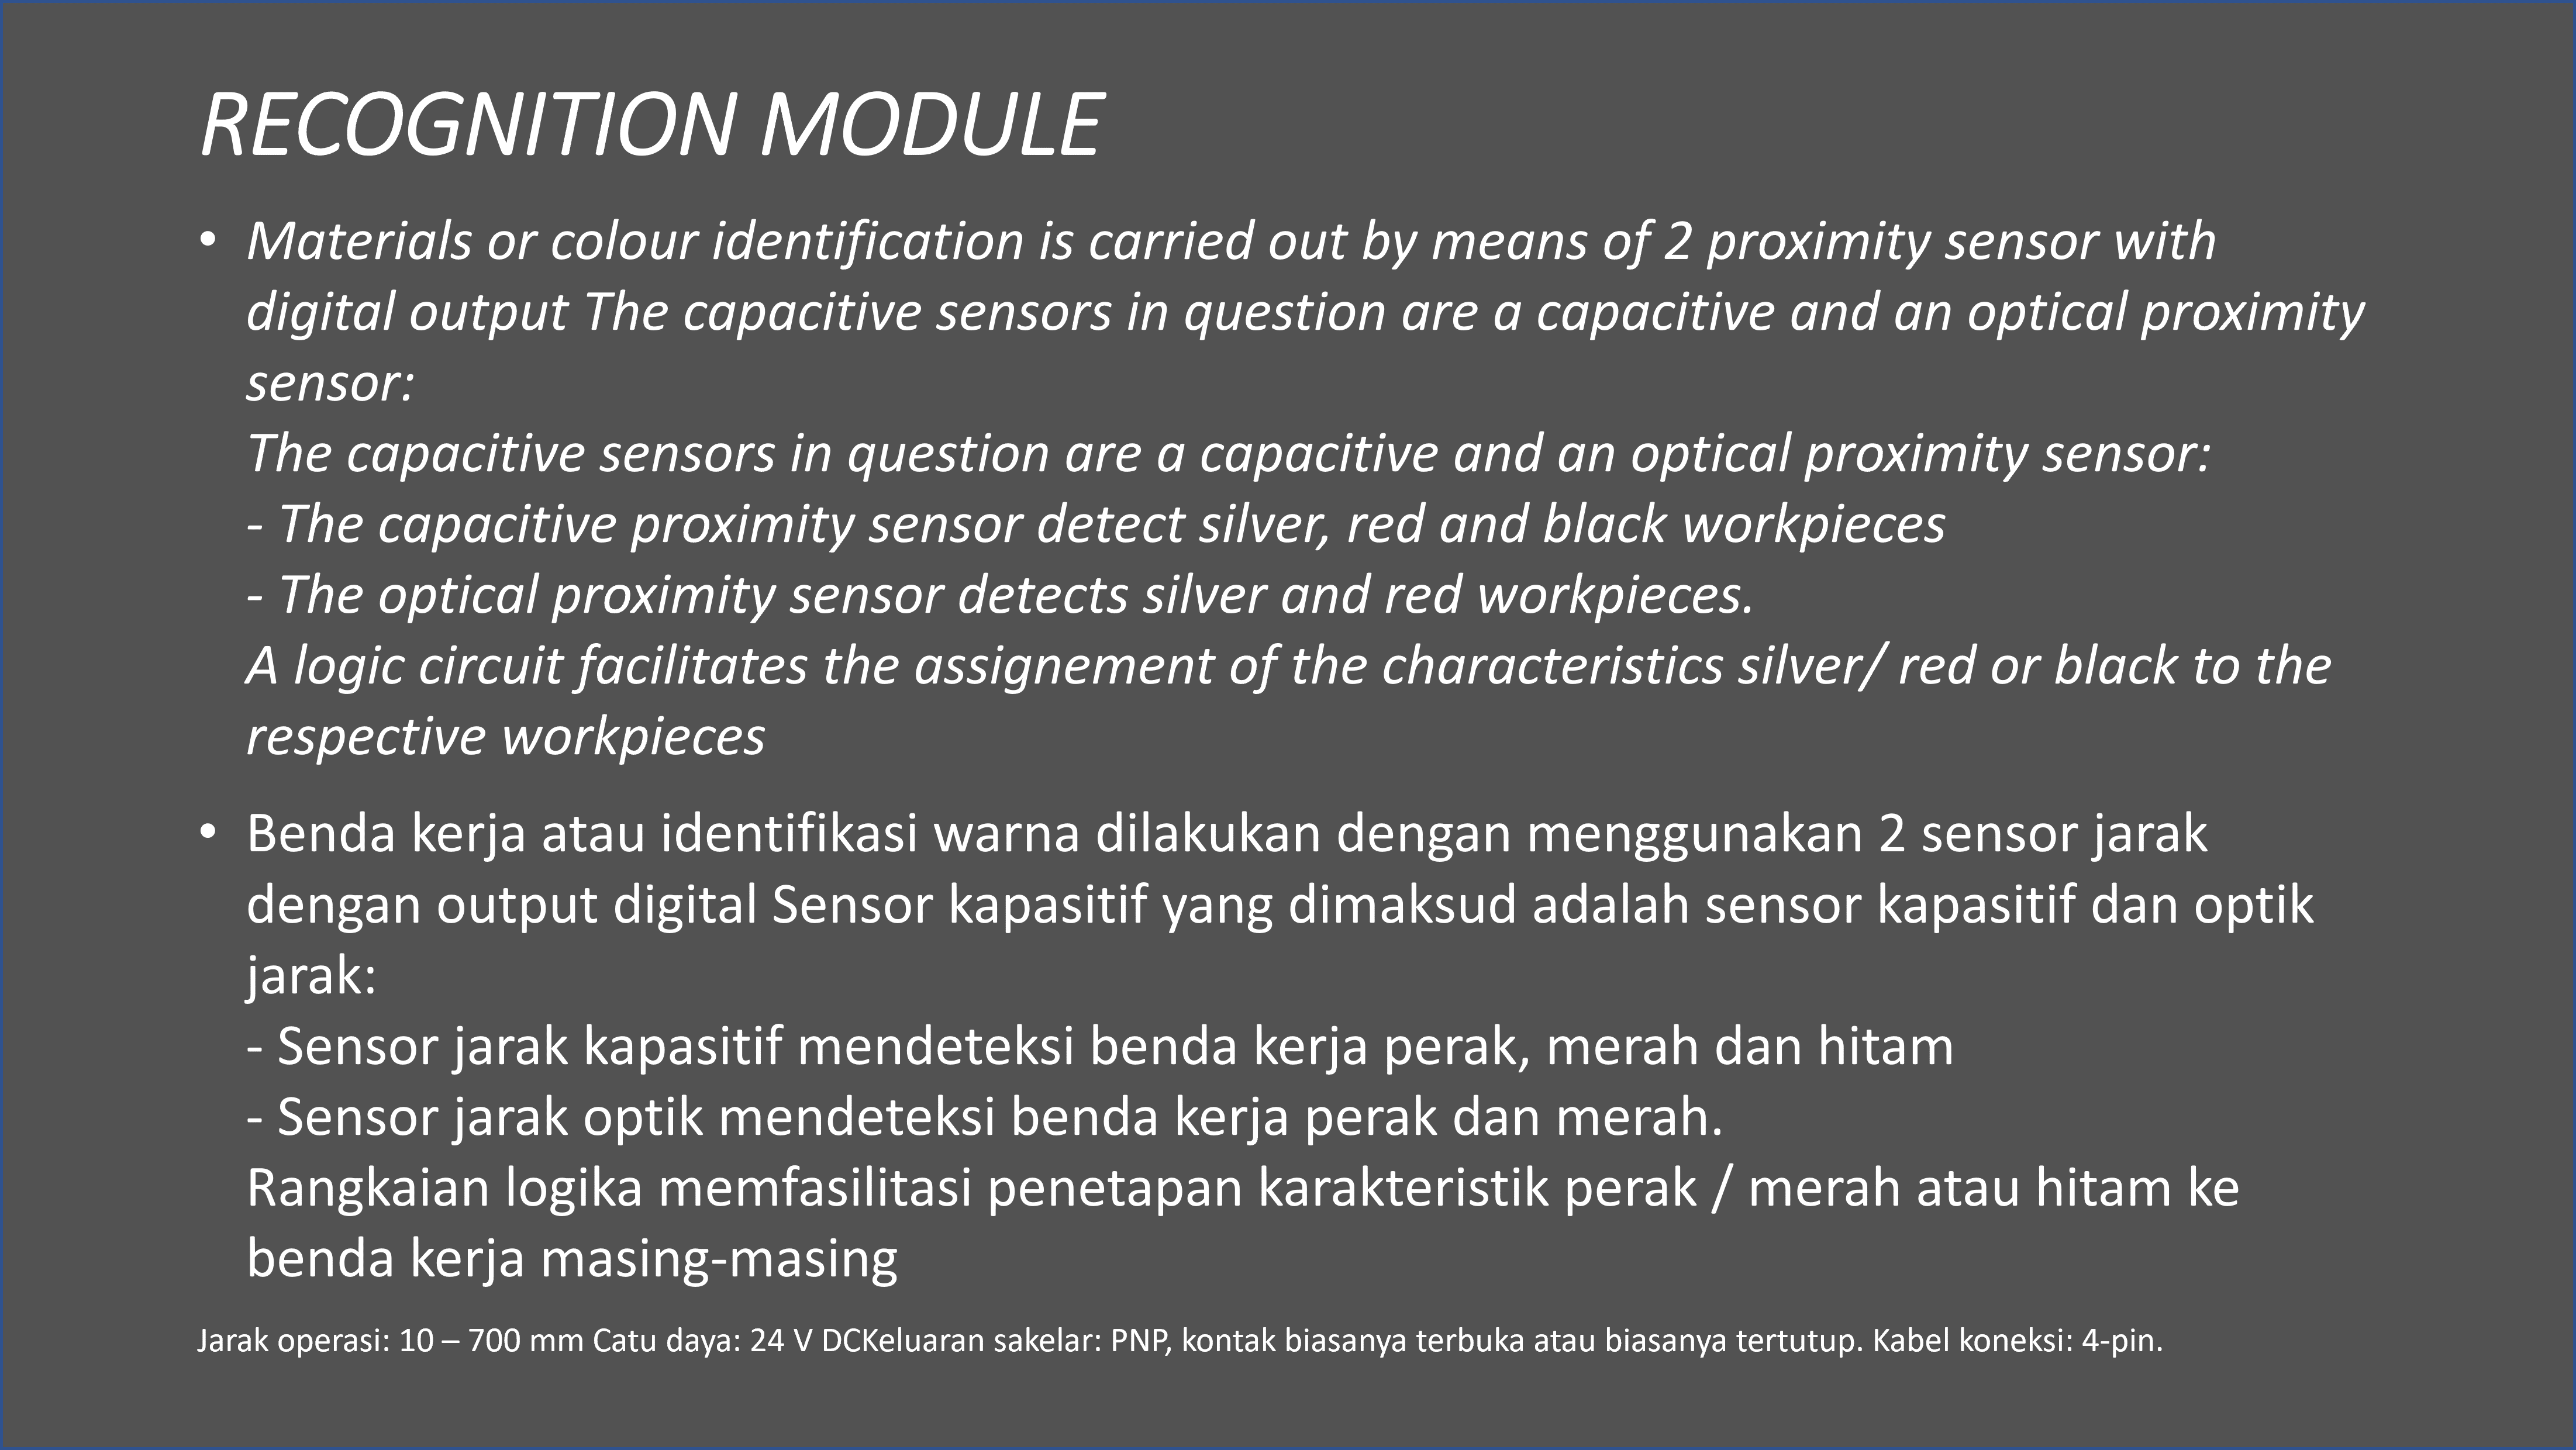 RECOGNITION MODULE
• Materials or colour identification is carried out by means of 2 proximity sensor with
digital output The capacitive sensors in question are a capacitive and an optical proximity
sensor:
The capacitive sensors in question are a capacitive and an optical proximity sensor:
- The capacitive proximity sensor detect silver, red and black workpieces
- The optical proximity sensor detects silver and red workpieces.
A logic circuit facilitates the assignement of the characteristics silver/ red or black to the
respective workpieces
• Benda kerja atau identifikasi warna dilakukan dengan menggunakan 2 sensor jarak
dengan output digital Sensor kapasitif yang dimaksud adalah sensor kapasitif dan optik
jarak:
- Sensor jarak kapasitif mendeteksi benda kerja perak, merah dan hitam
- Sensor jarak optik mendeteksi benda kerja perak dan merah.
Rangkaian logika memfasilitasi penetapan karakteristik perak / merah atau hitam ke
benda kerja masing-masing
Jarak operasi: 10 – 700 mm Catu daya: 24 V DCKeluaran sakelar: PNP, kontak biasanya terbuka atau biasanya tertutup. Kabel koneksi: 4-pin.